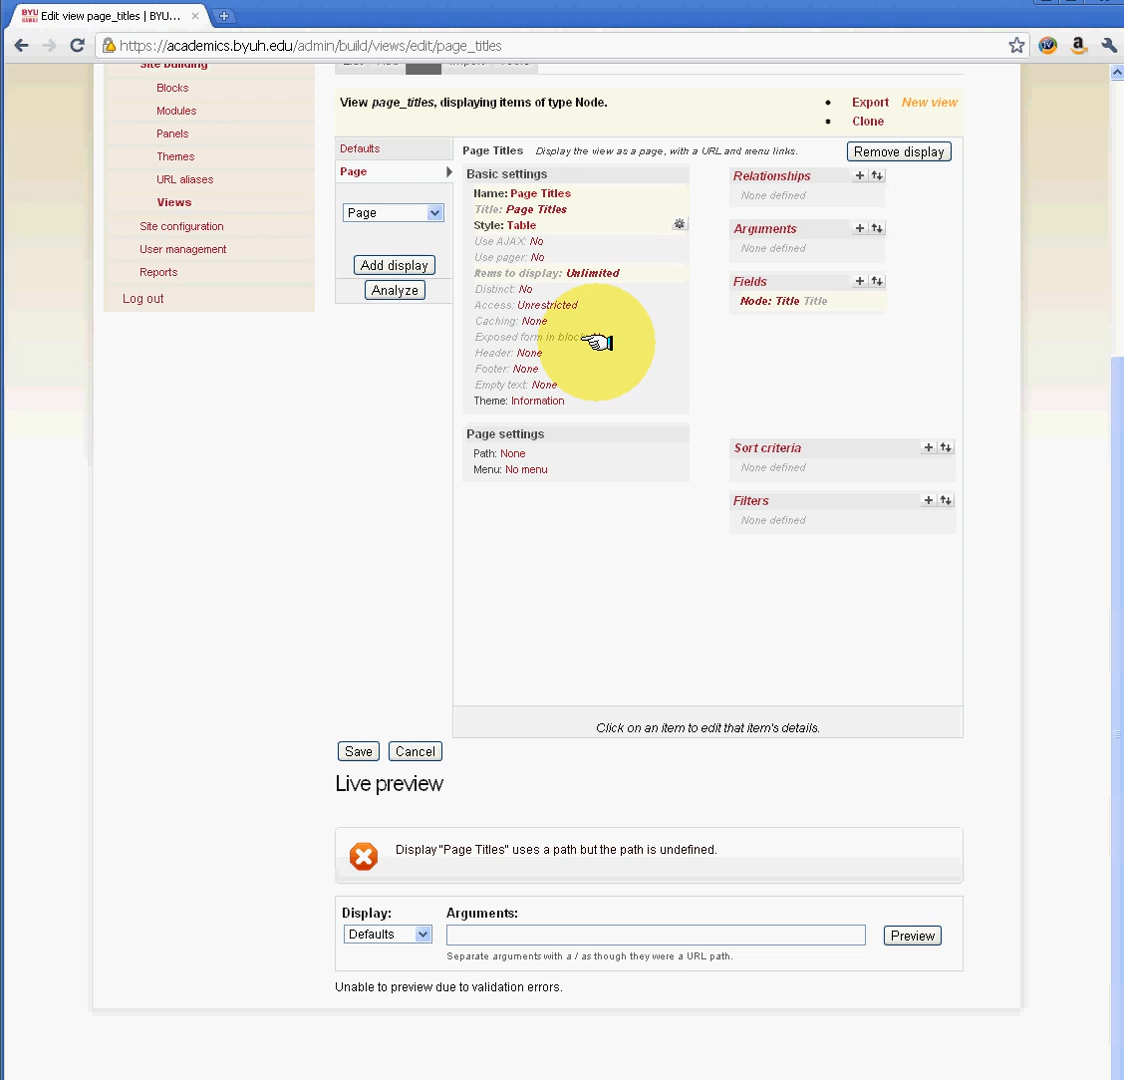 BYU HAWAII Edit view page_titles | BYU...
https://academics.byuh.edu/admin/build/views/edit/page_titles
Site building
Blocks
Modules
Panels
Themes
URL aliases
Views
Site configuration
User management
Reports
Log out
View page_titles, displaying items of type Node.
Export New view
Clone
Defaults
Page
Page
Add display
Analyze
Page Titles Display the view as a page, with a URL and menu links.
Remove display
Basic settings
Name: Page Titles
Title: Page Titles
Style: Table
Use AJAX: No
Use pager: No
Items to display: Unlimited
Distinct: No
Access: Unrestricted
Caching: None
Exposed form in block:
Header: None
Footer: None
Empty text: None
Theme: Information
Page settings
Path: None
Menu: No menu
Relationships
None defined
Arguments
None defined
Fields
Node: Title Title
Sort criteria
None defined
Filters
None defined
Click on an item to edit that item's details.
Save Cancel
Live preview
Display "Page Titles" uses a path but the path is undefined.
Display: Arguments:
Defaults
Preview
Separate arguments with a / as though they were a URL path.
Unable to preview due to validation errors.